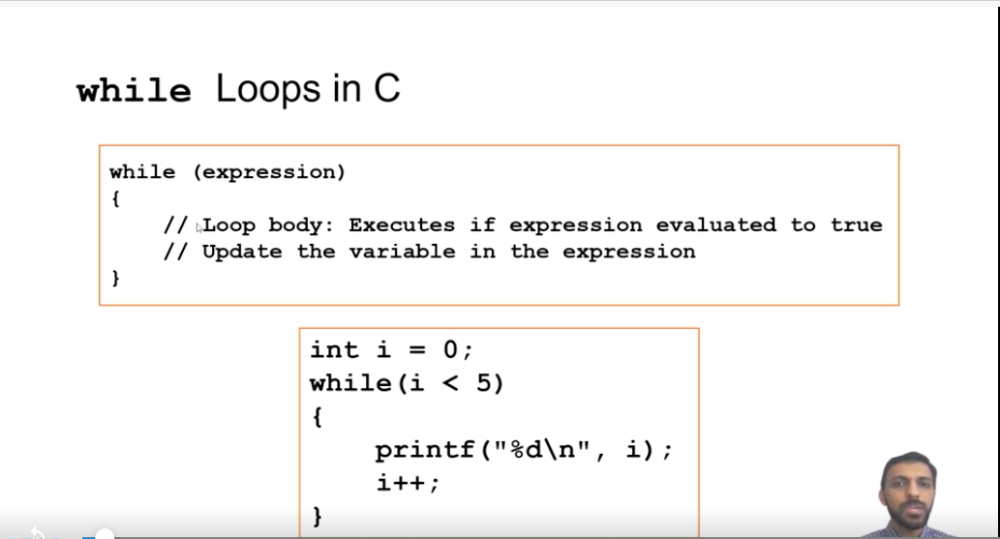 while Loops in C
while (expression)
{
// Loop body: Executes if expression evaluated to true
// Update the variable in the expression
}
int i = 0;
while(i < 5)
{
printf("%d\n", i);
i++;
}